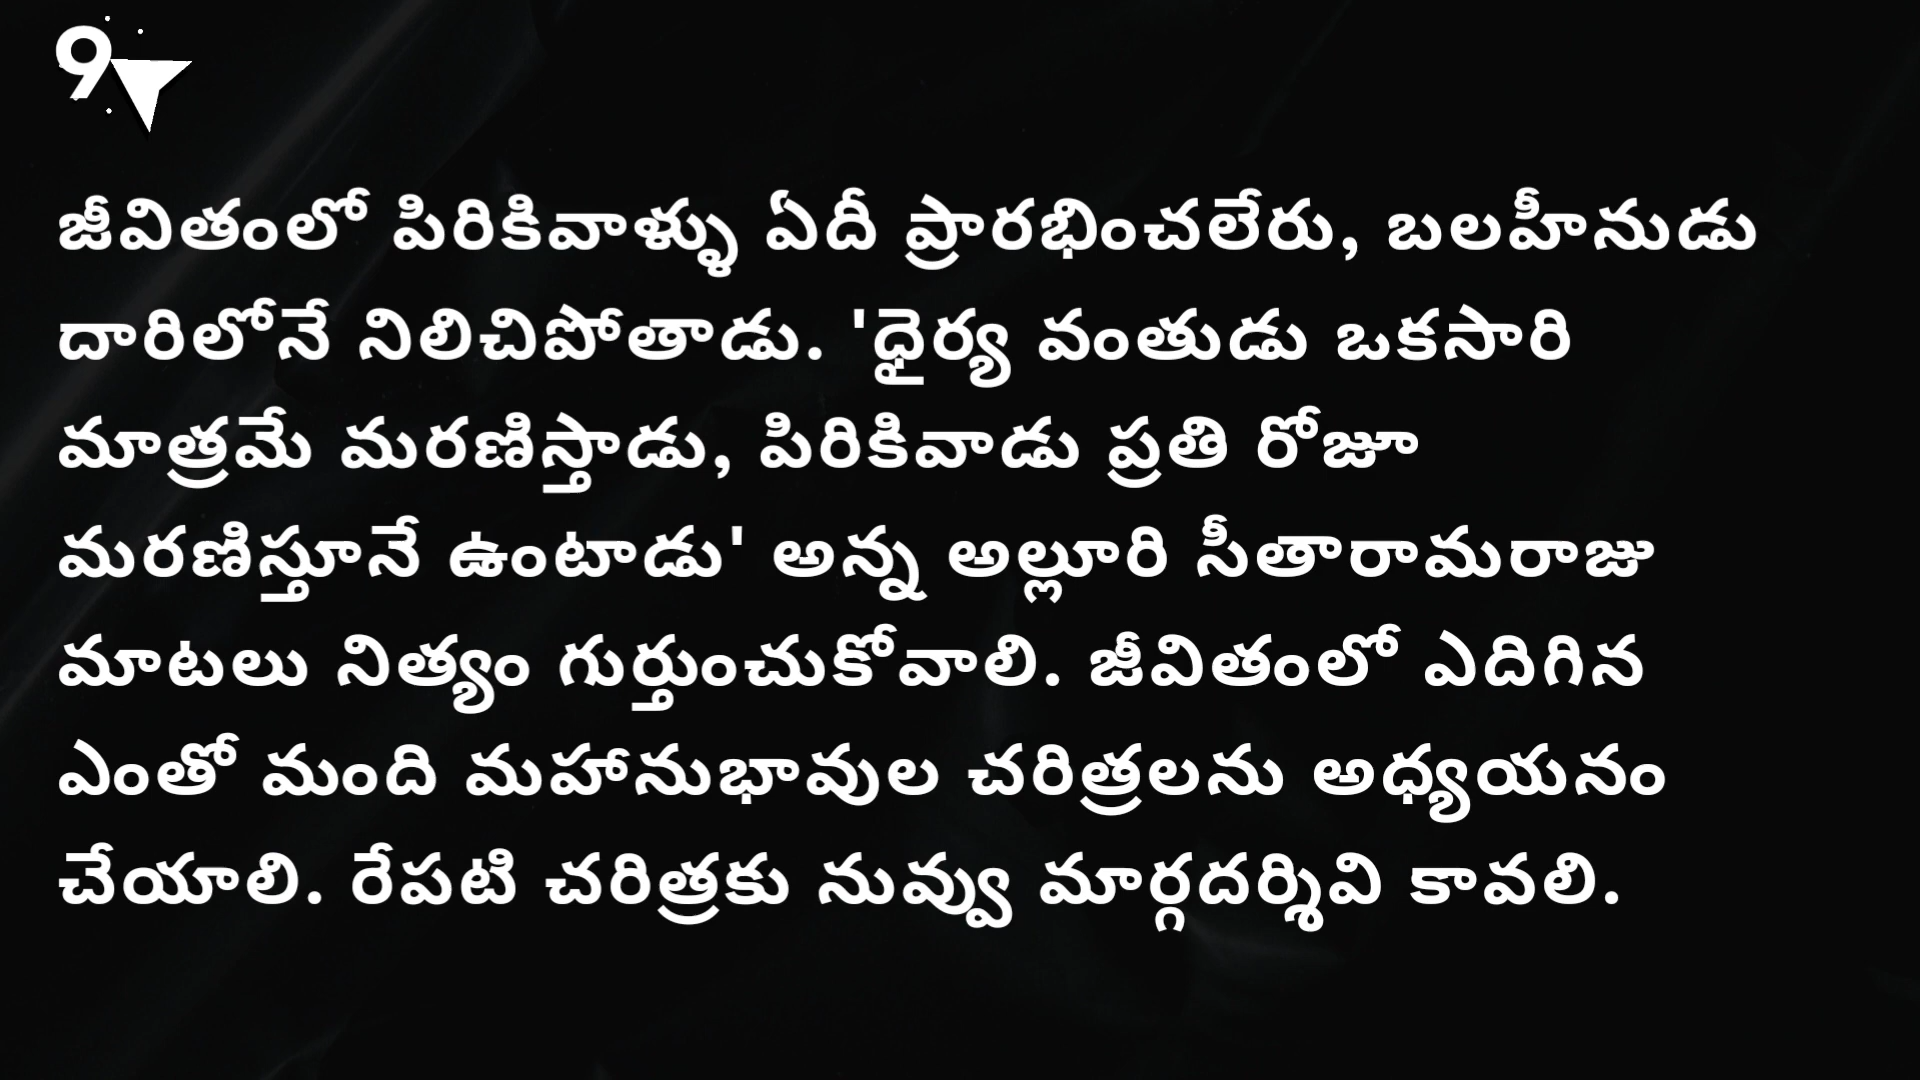 9
జీవితంలో పిరికివాళ్ళు ఏదీ ప్రారభించలేరు, బలహీనుడు
దారిలోనే నిలిచిపోతాడు. 'ధైర్య వంతుడు ఒకసారి
మాత్రమే మరణిస్తాడు, పిరికివాడు ప్రతి రోజూ
మరణిస్తూనే ఉంటాడు' అన్న అల్లూరి సీతారామరాజు
మాటలు నిత్యం గుర్తుంచుకోవాలి. జీవితంలో ఎదిగిన
ఎంతో మంది మహానుభావుల చరిత్రలను అధ్యయనం
చేయాలి. రేపటి చరిత్రకు నువ్వు మార్గదర్శివి కావలి.